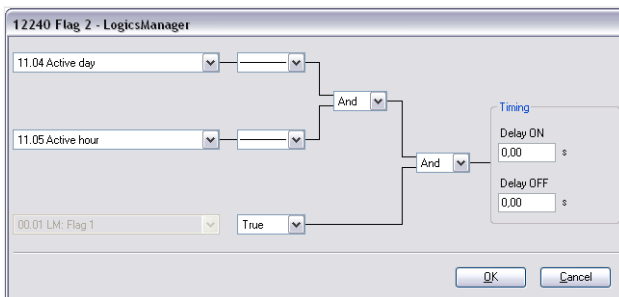 12240 Flag 2 - LogicsManager
11.04 Active day
And
Timing
Delay ON
11.05 Active hour
0,00 s
And
Delay OFF
0,00 s
00.01 LM: Flag 1
True
OK
Cancel